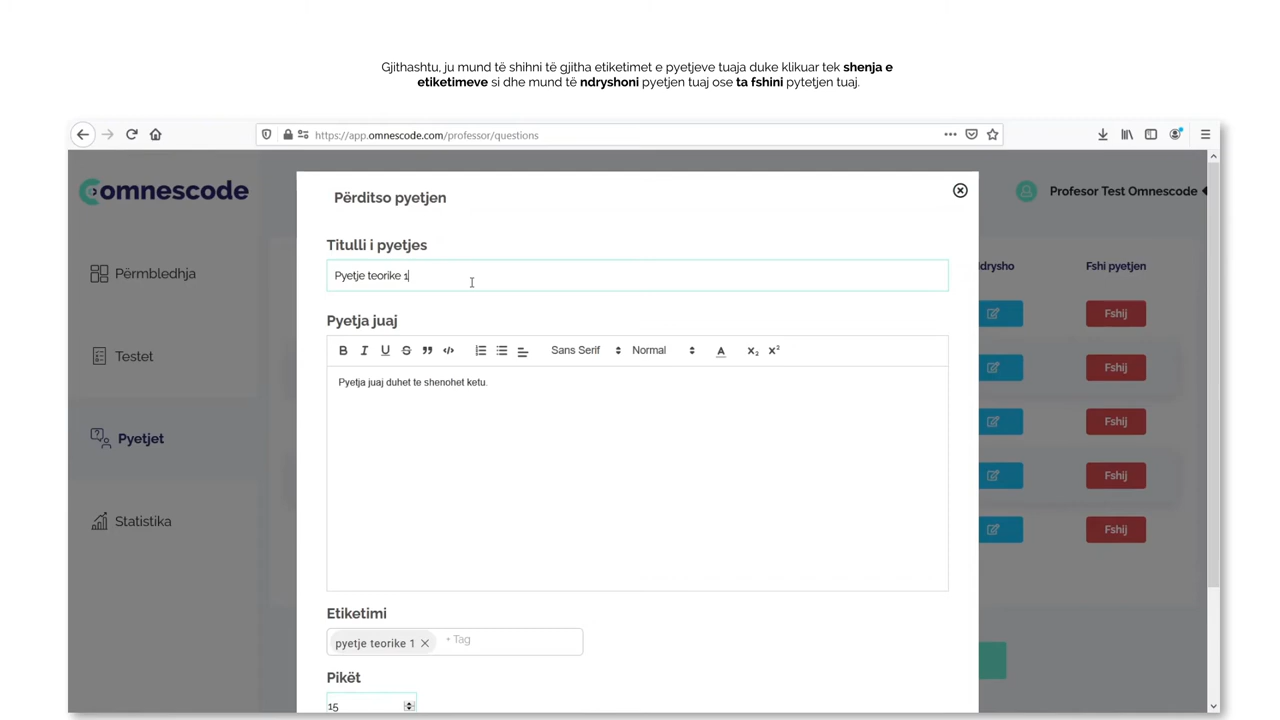 Gjithashtu, ju mund të shihni të gjitha etiketimet e pyetjeve tuaja duke klikuar tek shenja e
etiketimeve si dhe mund të ndryshoni pyetjen tuaj ose ta fshini pytetjen tuaj.
https://app.omnescode.com/professor/questions
omnescode
Përditso pyetjen
Profesor Test Omnescode
Titulli i pyetjes
Përmbledhja
drysho
Fshi pyetjen
Pyetje teorike 1
Fshij
Pyetja juaj
Testet
Sans Serif
Normal
Fshij
Pyetja juaj duhet te shenohet ketu.
Fshij
Pyetjet
Fshij
Statistika
Fshij
Etiketimi
pyetje teorike 1
+ Tag
Pikët
15